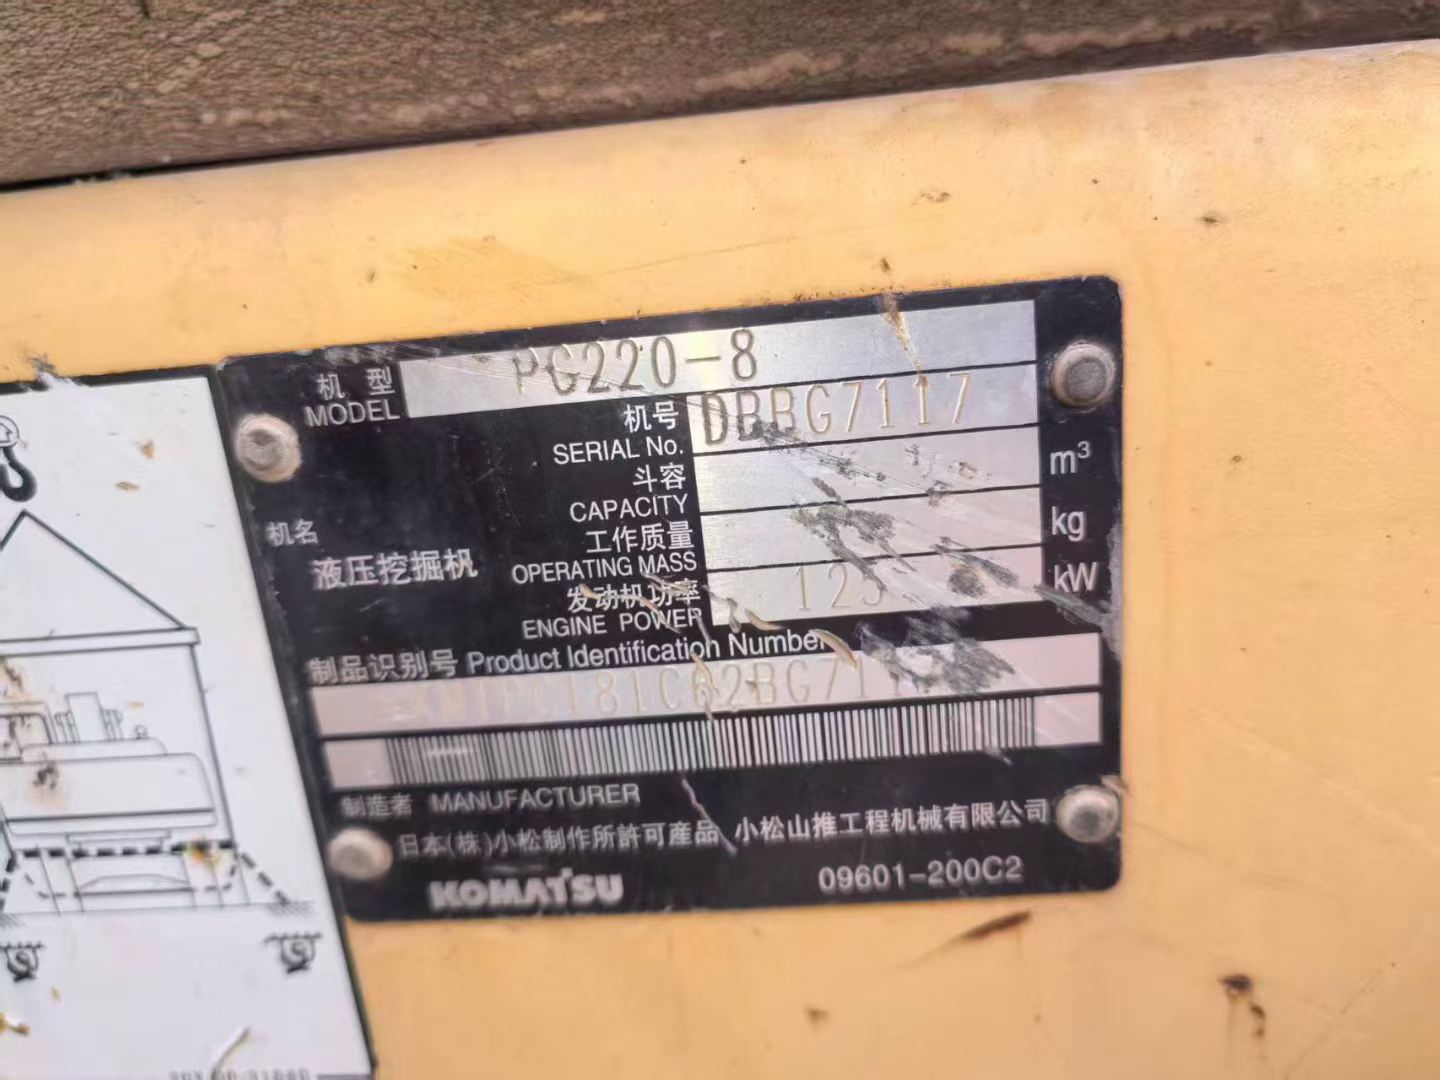 机型 PC220-8
MODEL
机号 DBBG7117
SERIAL No.
斗容 m³
CAPACITY
机名
工作质量 kg
液压挖掘机
OPERATING MASS
发动机功率 kW
ENGINE POWER
制品识别号 Product Identification Number
制造者 MANUFACTURER
日本(株)小松制作所許可産品 小松山推工程机械有限公司
KOMATSU 09601-200C2